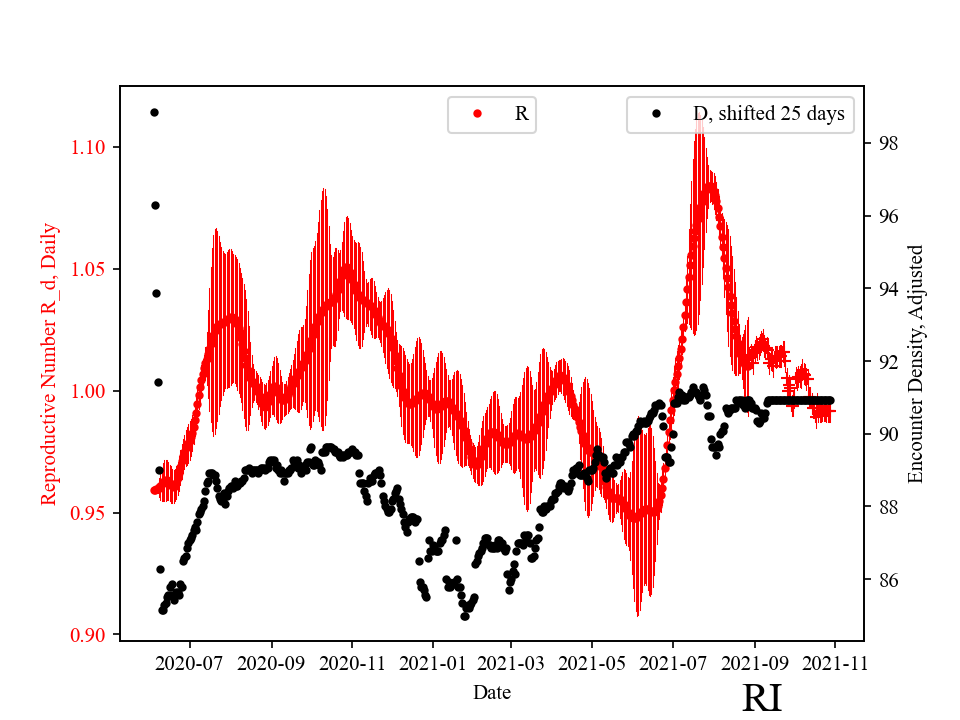 R
D, shifted 25 days
1.10
1.05
1.00
0.95
0.90
Reproductive Number R_d, Daily
98
96
94
92
90
88
86
Encounter Density, Adjusted
2020-07 2020-09 2020-11 2021-01 2021-03 2021-05 2021-07 2021-09 2021-11
Date
RI